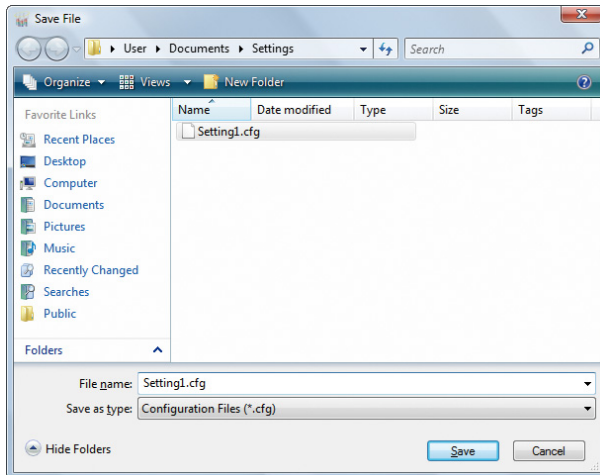 Save File
User Documents Settings Search
Organize Views New Folder
Favorite Links
Recent Places
Desktop
Computer
Documents
Pictures
Music
Recently Changed
Searches
Public
Folders
Name Date modified Type Size Tags
Setting1.cfg
File name: Setting1.cfg
Save as type: Configuration Files (*.cfg)
Hide Folders Save Cancel